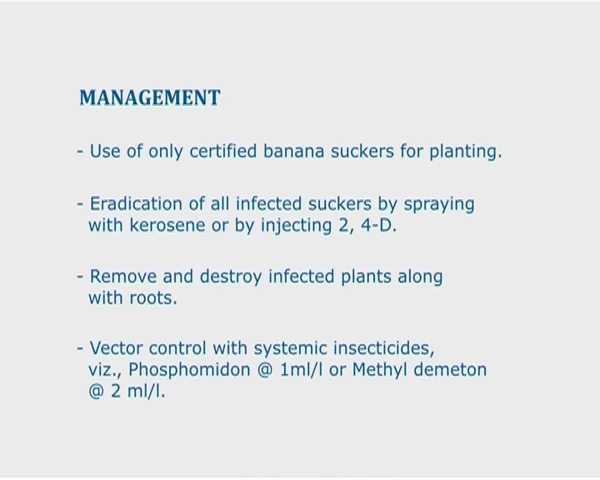 MANAGEMENT
- Use of only certified banana suckers for planting.
- Eradication of all infected suckers by spraying
with kerosene or by injecting 2, 4-D.
- Remove and destroy infected plants along
with roots.
- Vector control with systemic insecticides,
viz., Phosphomidon @ 1ml/l or Methyl demeton
@ 2 ml/l.